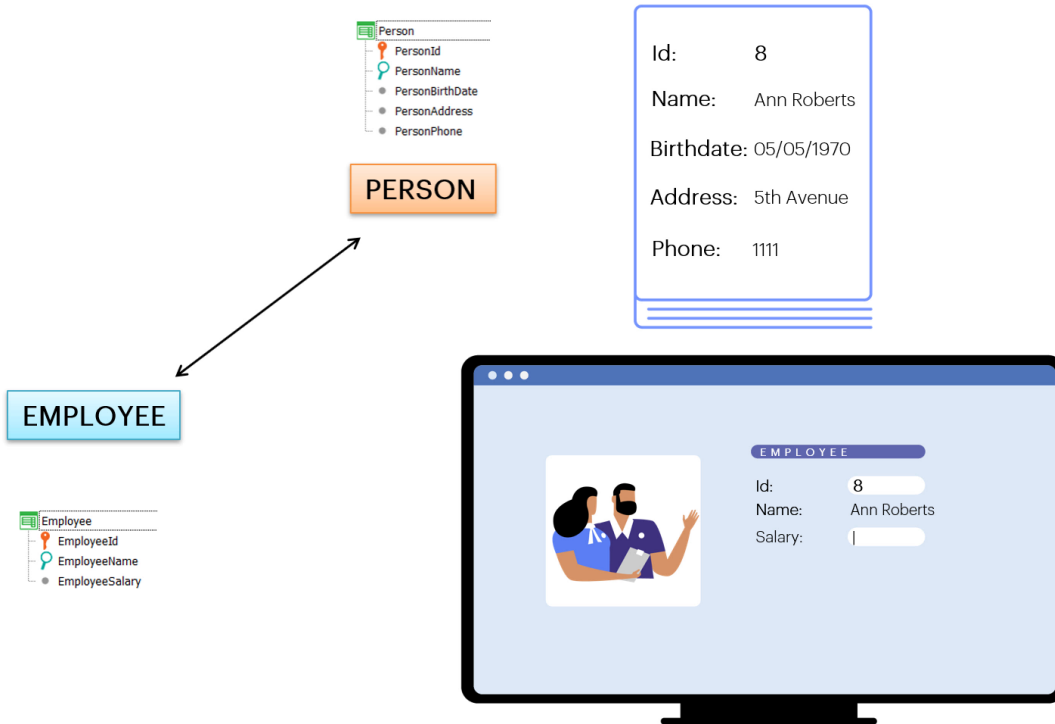 Person
PersonId
PersonName
PersonBirthDate
PersonAddress
PersonPhone
PERSON
Id: 8
Name: Ann Roberts
Birthdate: 05/05/1970
Address: 5th Avenue
Phone: 1111
EMPLOYEE
Employee
EmployeeId
EmployeeName
EmployeeSalary
EMPLOYEE
Id: 8
Name: Ann Roberts
Salary: